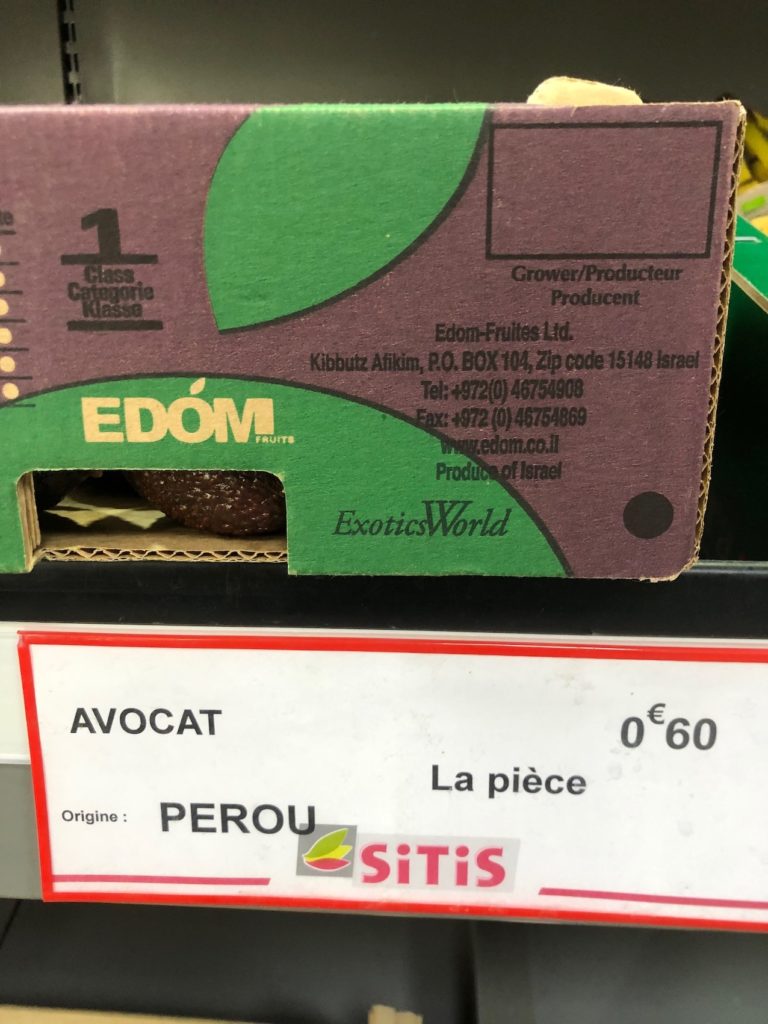 1
Class
Categorie
Klasse
Grower/Producteur
Producent
Edom-Fruites Ltd.
Kibbutz Afikim, P.O. BOX 104, Zip code 15148 Israel
Tel: +972(0) 46754908
Fax: +972 (0) 46754869
www.edom.co.il
Produce of Israel
EDÓM
FRUITS
ExoticsWorld
AVOCAT
0€60
La pièce
Origine : PEROU
SiTiS